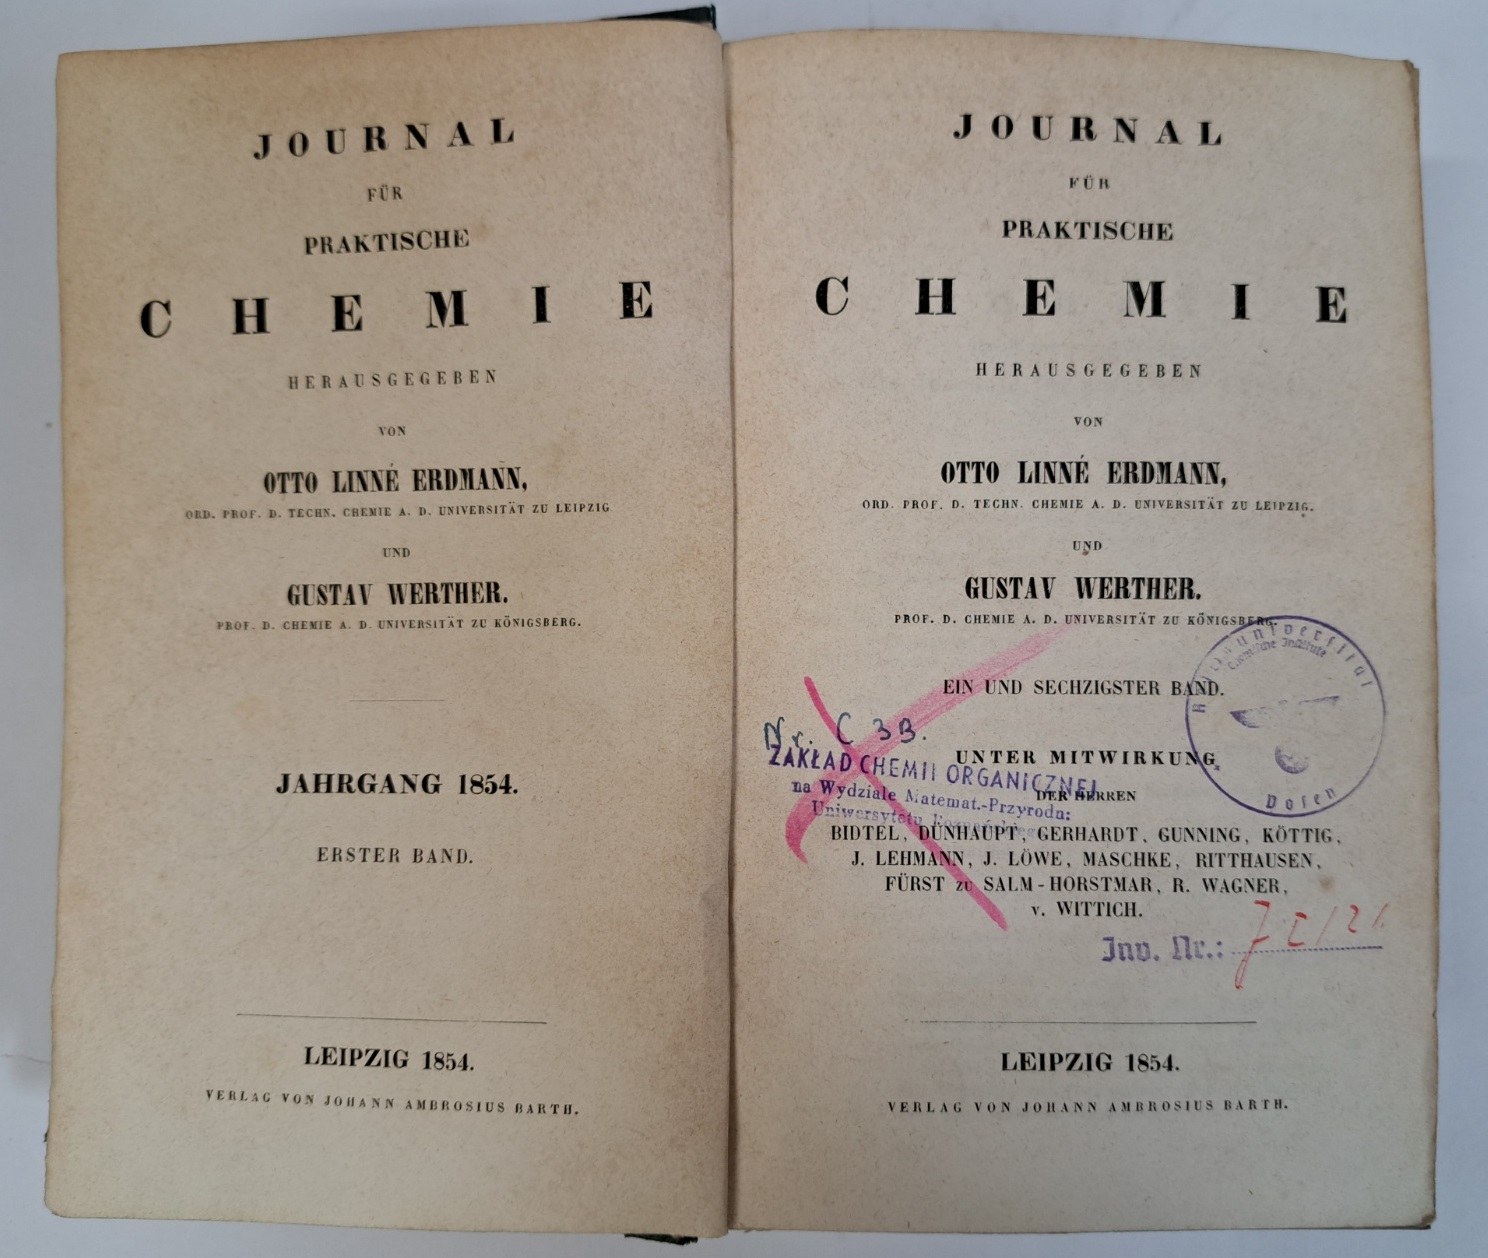 JOURNAL
FÜR
PRAKTISCHE
CHEMIE
HERAUSGEGEBEN
VON
OTTO LINNÉ ERDMANN,
ORD. PROF. D. TECHN. CHEMIE A. D. UNIVERSITÄT ZU LEIPZIG
UND
GUSTAV WERTHER.
PROF. D. CHEMIE A. D. UNIVERSITÄT ZU KÖNIGSBERG.
JAHRGANG 1854.
ERSTER BAND.
LEIPZIG 1854.
VERLAG VON JOHANN AMBROSIUS BARTH.
JOURNAL
FÜR
PRAKTISCHE
CHEMIE
HERAUSGEGEBEN
VON
OTTO LINNÉ ERDMANN,
ORD. PROF. D. TECHN. CHEMIE A. D. UNIVERSITÄT ZU LEIPZIG.
UND
GUSTAV WERTHER.
PROF. D. CHEMIE A. D. UNIVERSITÄT ZU KÖNIGSBERG.
Chemische Institute
Posen
EIN UND SECHZIGSTER BAND.
Nr. C 3B.
ZAKŁAD CHEMII ORGANICZNEJ
na Wydziale Matemat.-Przyroda:
Uniwersytetu
UNTER MITWIRKUNG
DER HERREN
BIDTEL, DÜNHAUPT, GERHARDT, GUNNING, KÖTTIG,
J. LEHMANN, J. LÖWE, MASCHKE, RITTHAUSEN,
FÜRST zu SALM-HORSTMAR, R. WAGNER,
v. WITTICH.
Inv. Nr.:
LEIPZIG 1854.
VERLAG VON JOHANN AMBROSIUS BARTH.